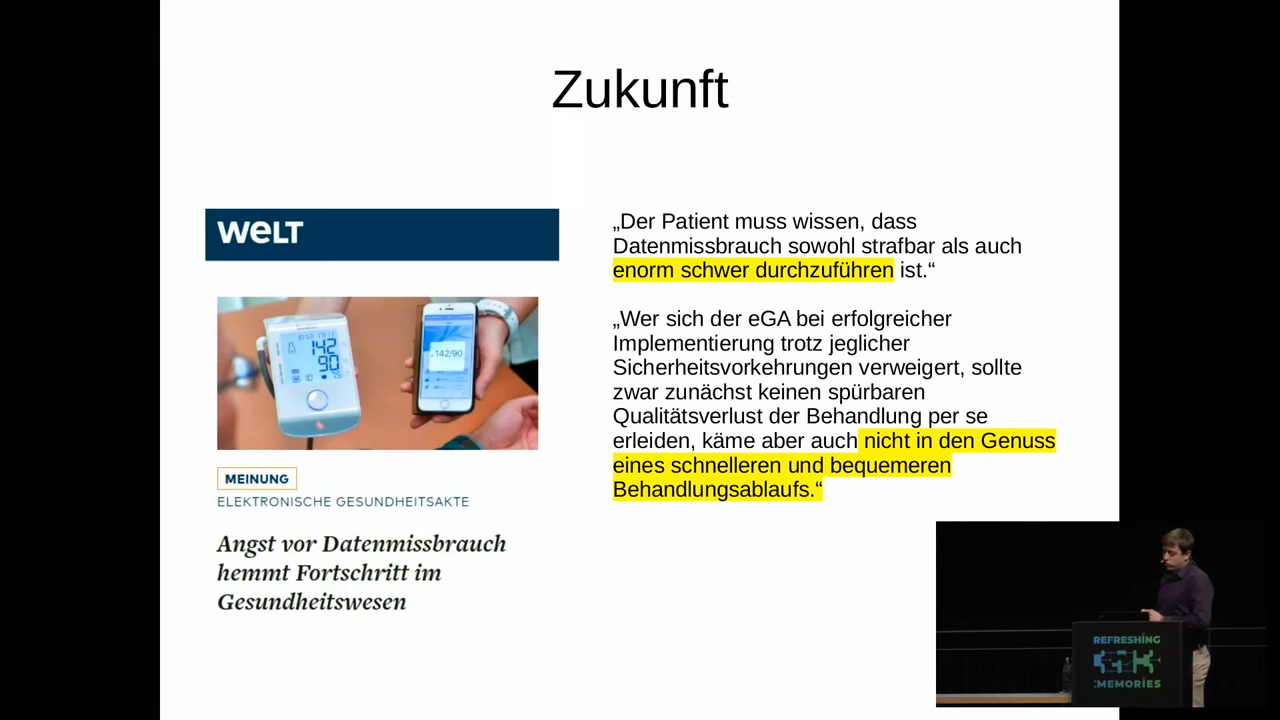 Zukunft
WELT
142/90
MEINUNG
ELEKTRONISCHE GESUNDHEITSAKTE
Angst vor Datenmissbrauch
hemmt Fortschritt im
Gesundheitswesen
„Der Patient muss wissen, dass
Datenmissbrauch sowohl strafbar als auch
enorm schwer durchzuführen ist.“
„Wer sich der eGA bei erfolgreicher
Implementierung trotz jeglicher
Sicherheitsvorkehrungen verweigert, sollte
zwar zunächst keinen spürbaren
Qualitätsverlust der Behandlung per se
erleiden, käme aber auch nicht in den Genuss
eines schnelleren und bequemeren
Behandlungsablaufs.“
REFRESHING
:MEMORIES